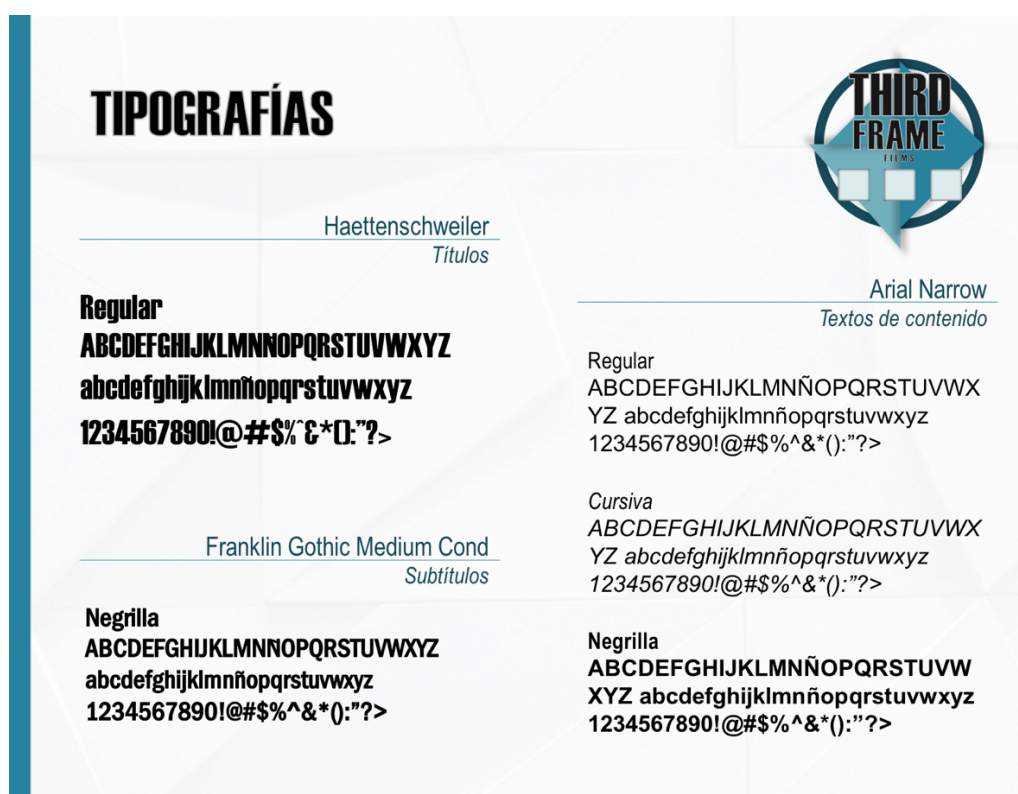 TIPOGRAFÍAS
THIRD
FRAME
FILMS
Haettenschweiler
Títulos
Regular
ABCDEFGHIJKLMNÑOPQRSTUVWXYZ
abcdefghijklmnñopqrstuvwxyz
1234567890!@#$%^&*():”?>
Franklin Gothic Medium Cond
Subtítulos
Negrilla
ABCDEFGHIJKLMNÑOPQRSTUVWXYZ
abcdefghijklmnñopqrstuvwxyz
1234567890!@#$%^&*():”?>
Arial Narrow
Textos de contenido
Regular
ABCDEFGHIJKLMNÑOPQRSTUVWX
YZ abcdefghijklmnñopqrstuvwxyz
1234567890!@#$%^&*():”?>
Cursiva
ABCDEFGHIJKLMNÑOPQRSTUVWX
YZ abcdefghijklmnñopqrstuvwxyz
1234567890!@#$%^&*():”?>
Negrilla
ABCDEFGHIJKLMNÑOPQRSTUVW
XYZ abcdefghijklmnñopqrstuvwxyz
1234567890!@#$%^&*():”?>